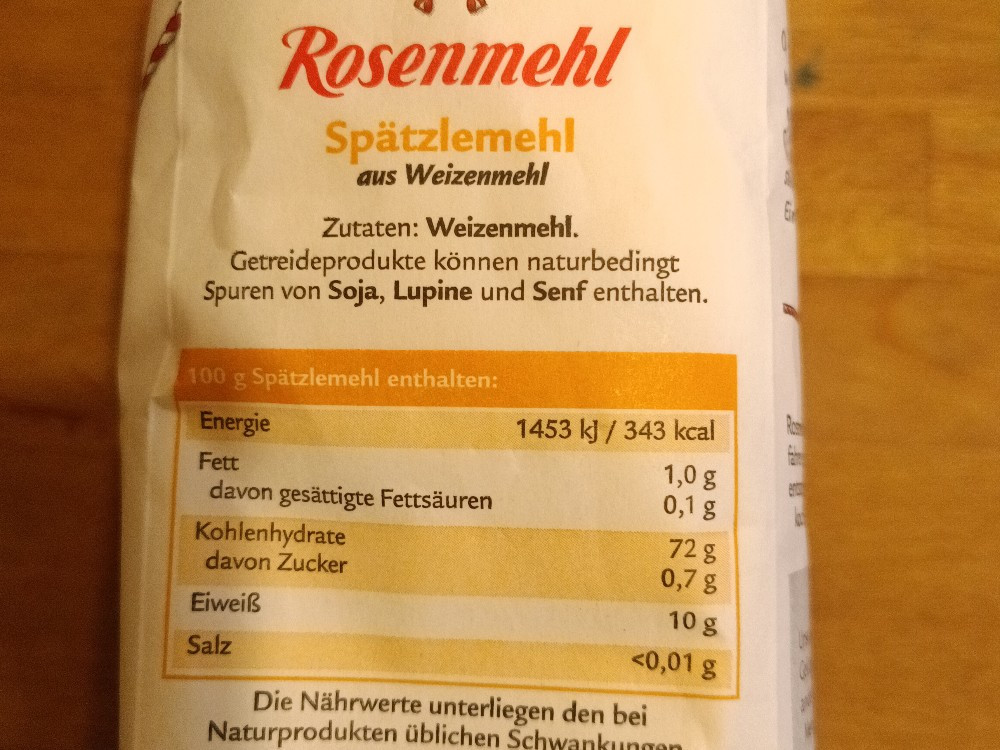 Rosenmehl
Spätzlemehl
aus Weizenmehl
Zutaten: Weizenmehl.
Getreideprodukte können naturbedingt
Spuren von Soja, Lupine und Senf enthalten.
100 g Spätzlemehl enthalten:
Energie 1453 kJ / 343 kcal
Fett 1,0 g
davon gesättigte Fettsäuren 0,1 g
Kohlenhydrate 72 g
davon Zucker 0,7 g
Eiweiß 10 g
Salz <0,01 g
Die Nährwerte unterliegen den bei
Naturprodukten üblichen Schwankungen